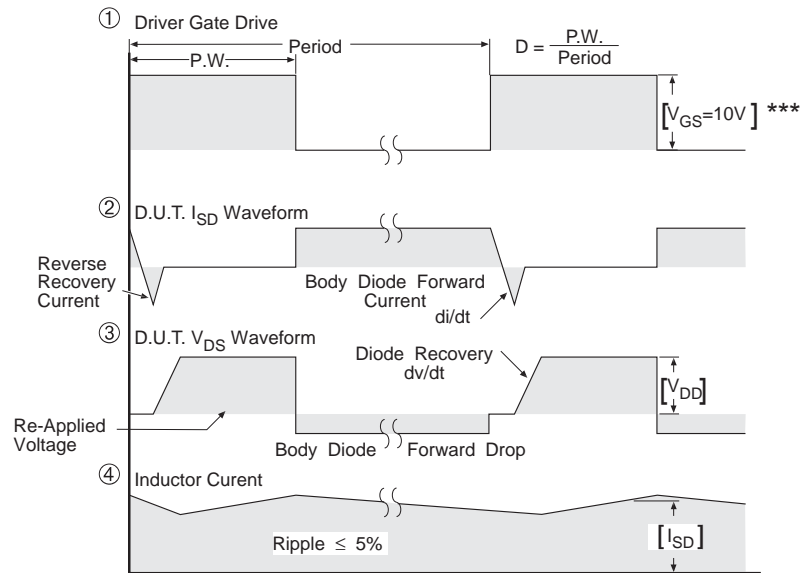 ① Driver Gate Drive
P.W.
Period
D = P.W.
Period
[VGS=10V] ***
② D.U.T. ISD Waveform
Reverse
Recovery
Current
Body Diode Forward
Current
di/dt
③ D.U.T. VDS Waveform
Diode Recovery
dv/dt
[VDD]
Re-Applied
Voltage
Body Diode Forward Drop
④ Inductor Curent
Ripple ≤ 5%
[ISD]